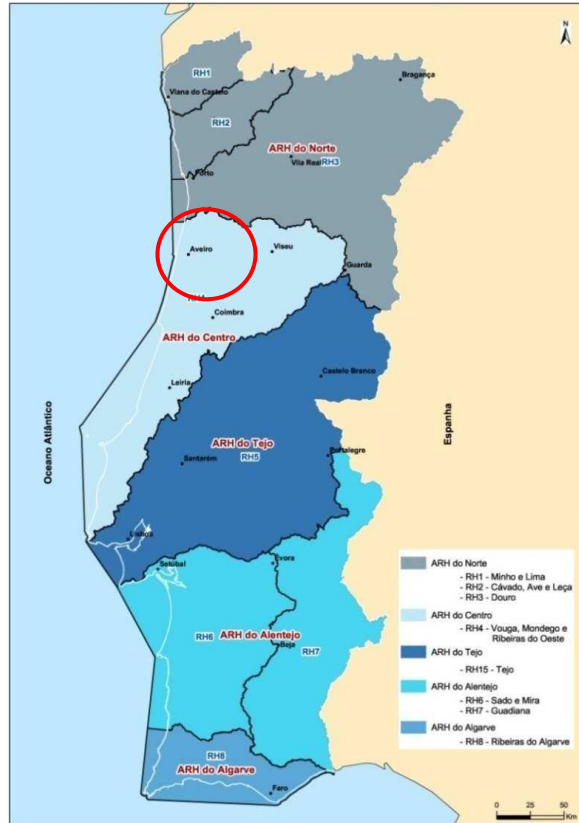 N
RH1
Viana do Castelo
Bragança
RH2
ARH do Norte
Vila Real
RH3
Porto
Aveiro
Viseu
Guarda
RH4
Coimbra
ARH do Centro
Leiria
Castelo Branco
Oceano Atlântico
Espanha
ARH do Tejo
RH5
Santarém
Portalegre
Lisboa
Setúbal
Évora
RH6
ARH do Alentejo
Beja
RH7
RH8
ARH do Algarve
Faro
ARH do Norte
- RH1 - Minho e Lima
- RH2 - Cávado, Ave e Leça
- RH3 - Douro
ARH do Centro
- RH4 - Vouga, Mondego e
Ribeiras do Oeste
ARH do Tejo
- RH15 - Tejo
ARH do Alentejo
- RH6 - Sado e Mira
- RH7 - Guadiana
ARH do Algarve
- RH8 - Ribeiras do Algarve
0 25 50
Km